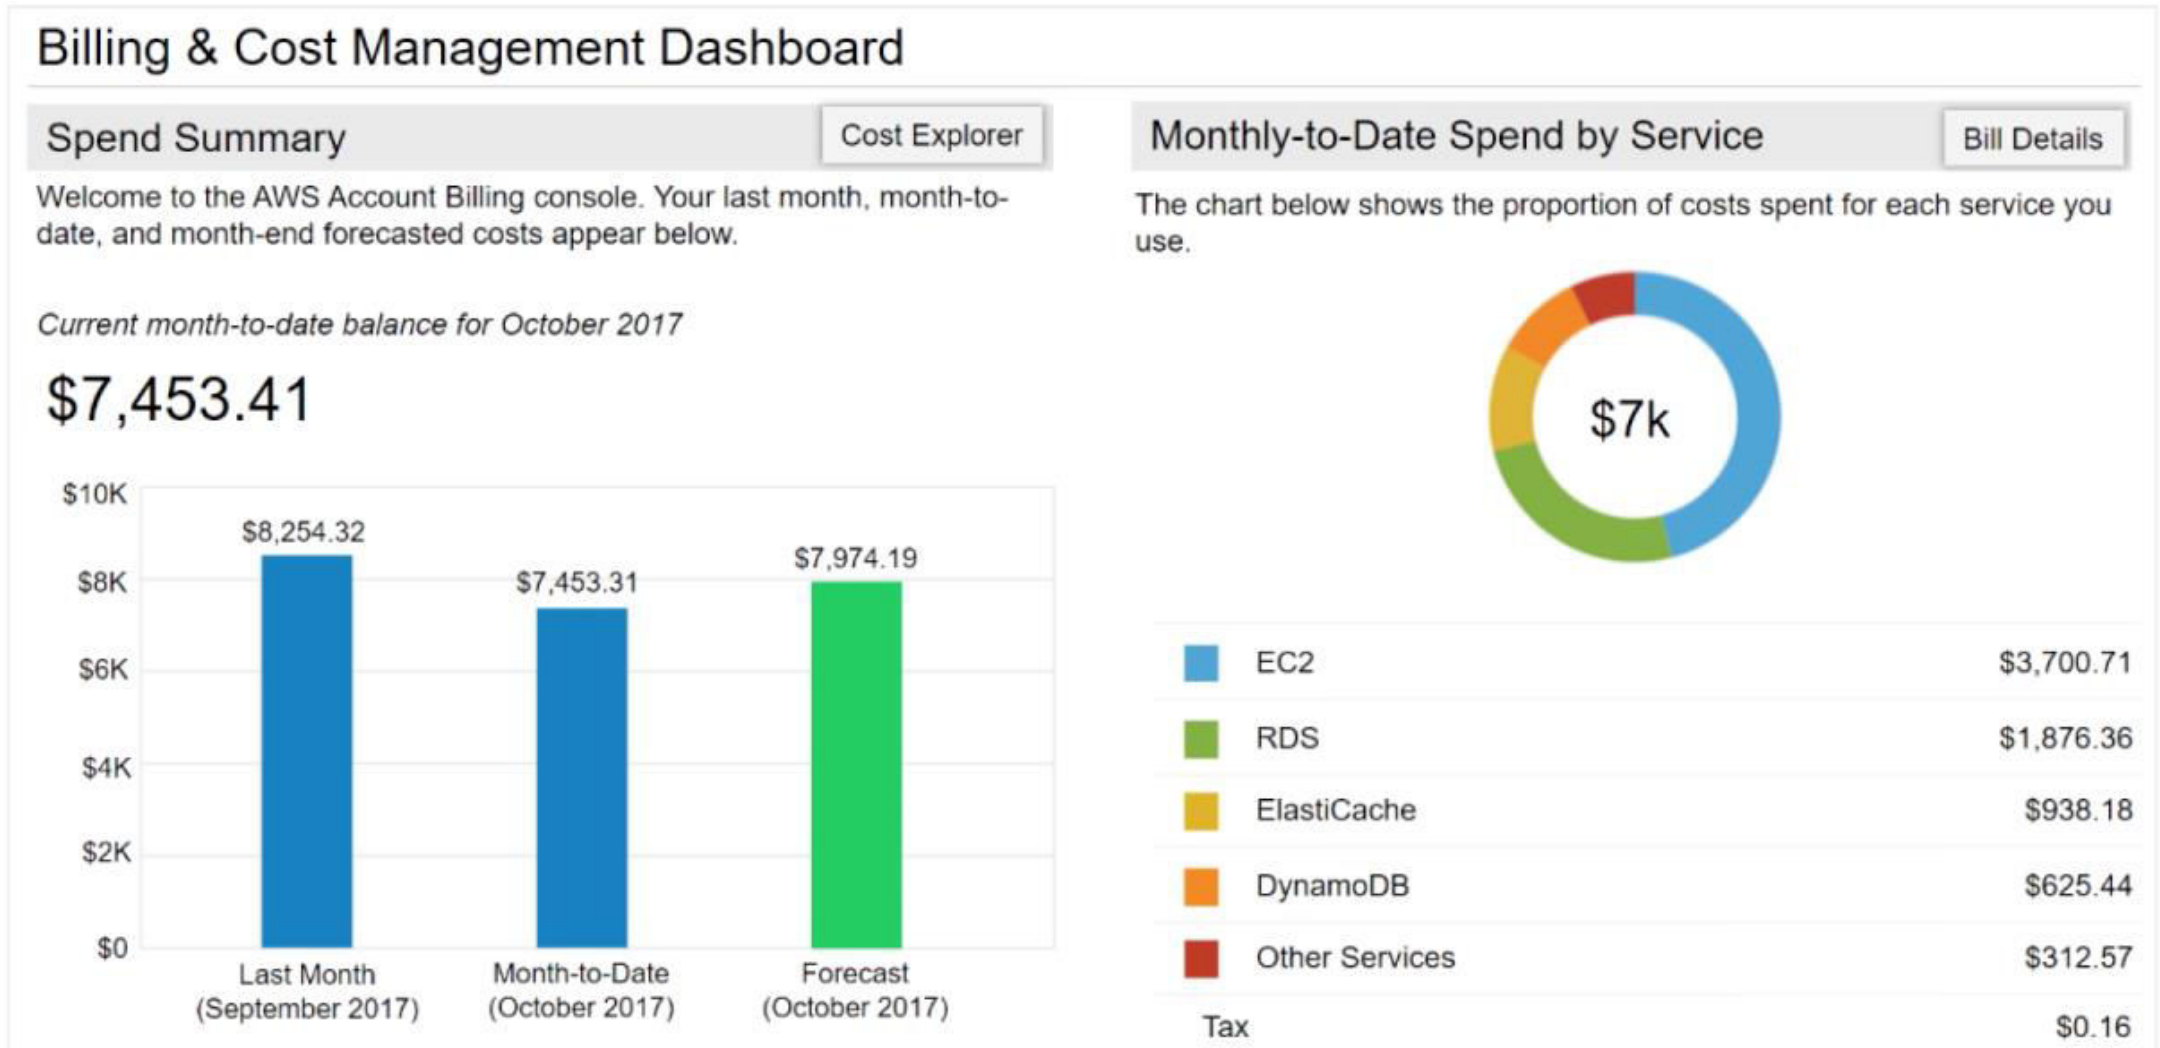 Billing & Cost Management Dashboard
Spend Summary
Cost Explorer
Welcome to the AWS Account Billing console. Your last month, month-to-
date, and month-end forecasted costs appear below.
Current month-to-date balance for October 2017
$7,453.41
$10K
$8K
$6K
$4K
$2K
$0
$8,254.32
$7,453.31
$7,974.19
Last Month
(September 2017)
Month-to-Date
(October 2017)
Forecast
(October 2017)
Monthly-to-Date Spend by Service
Bill Details
The chart below shows the proportion of costs spent for each service you
use.
$7k
EC2 $3,700.71
RDS $1,876.36
ElastiCache $938.18
DynamoDB $625.44
Other Services $312.57
Tax $0.16